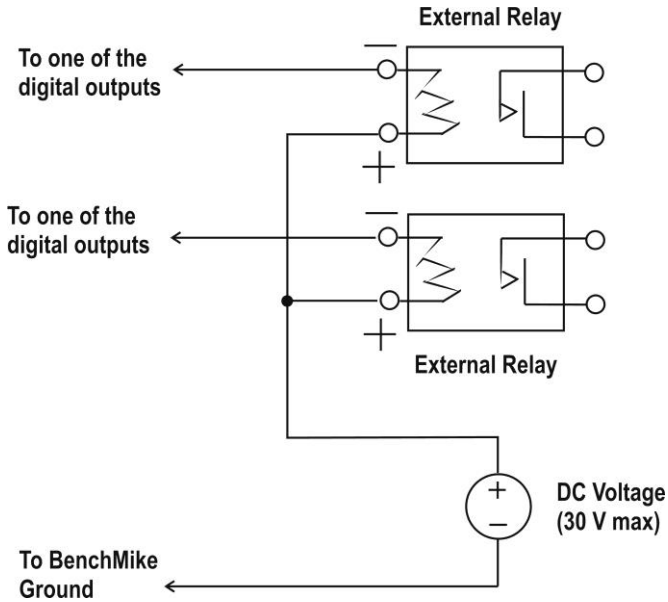 External Relay
To one of the
digital outputs
−
+
To one of the
digital outputs
−
+
External Relay
+
−
DC Voltage
(30 V max)
To BenchMike
Ground